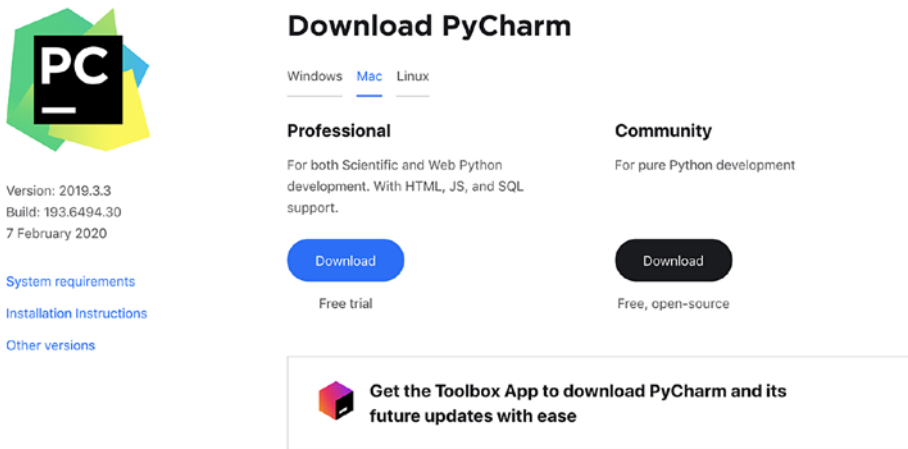 PC
Version: 2019.3.3
Build: 193.6494.30
7 February 2020
System requirements
Installation Instructions
Other versions
Download PyCharm
Windows Mac Linux
Professional
For both Scientific and Web Python
development. With HTML, JS, and SQL
support.
Download
Free trial
Community
For pure Python development
Download
Free, open-source
Get the Toolbox App to download PyCharm and its
future updates with ease